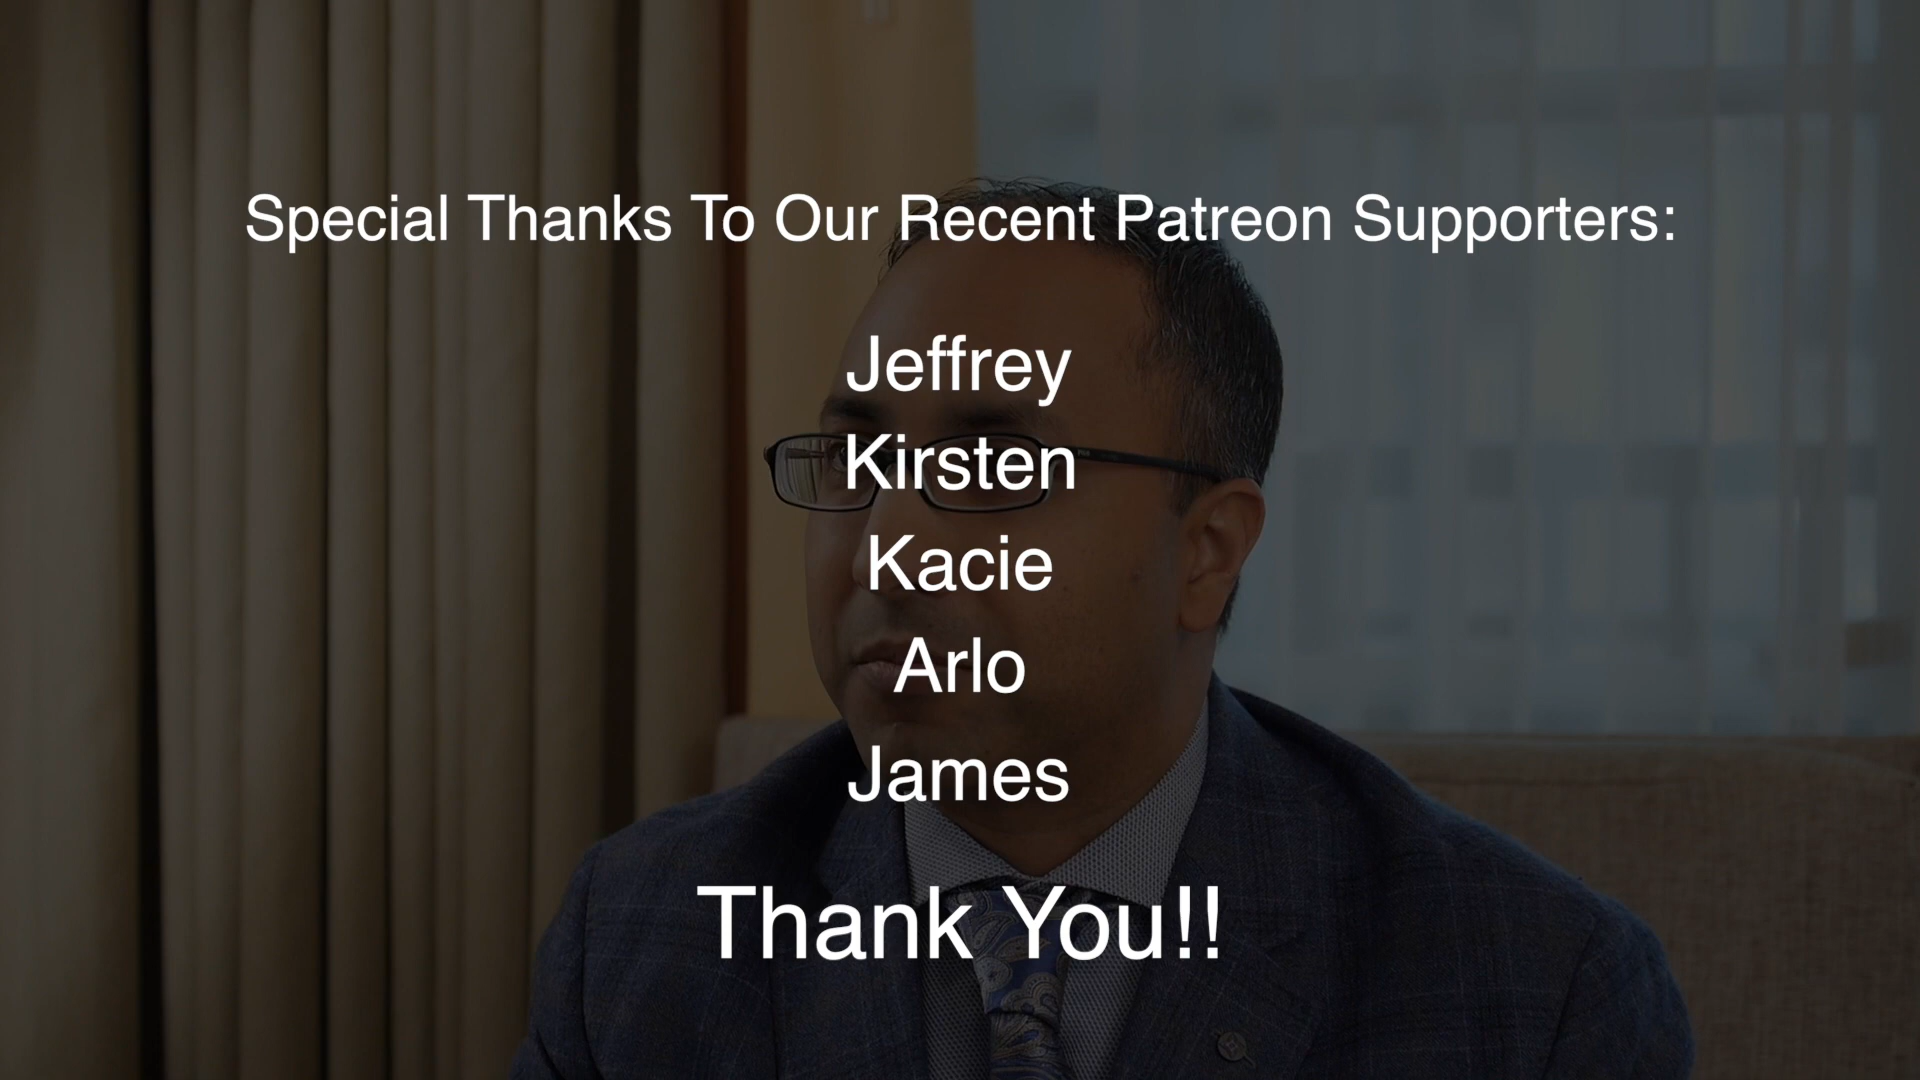 Special Thanks To Our Recent Patreon Supporters:
Jeffrey
Kirsten
Kacie
Arlo
James
Thank You!!